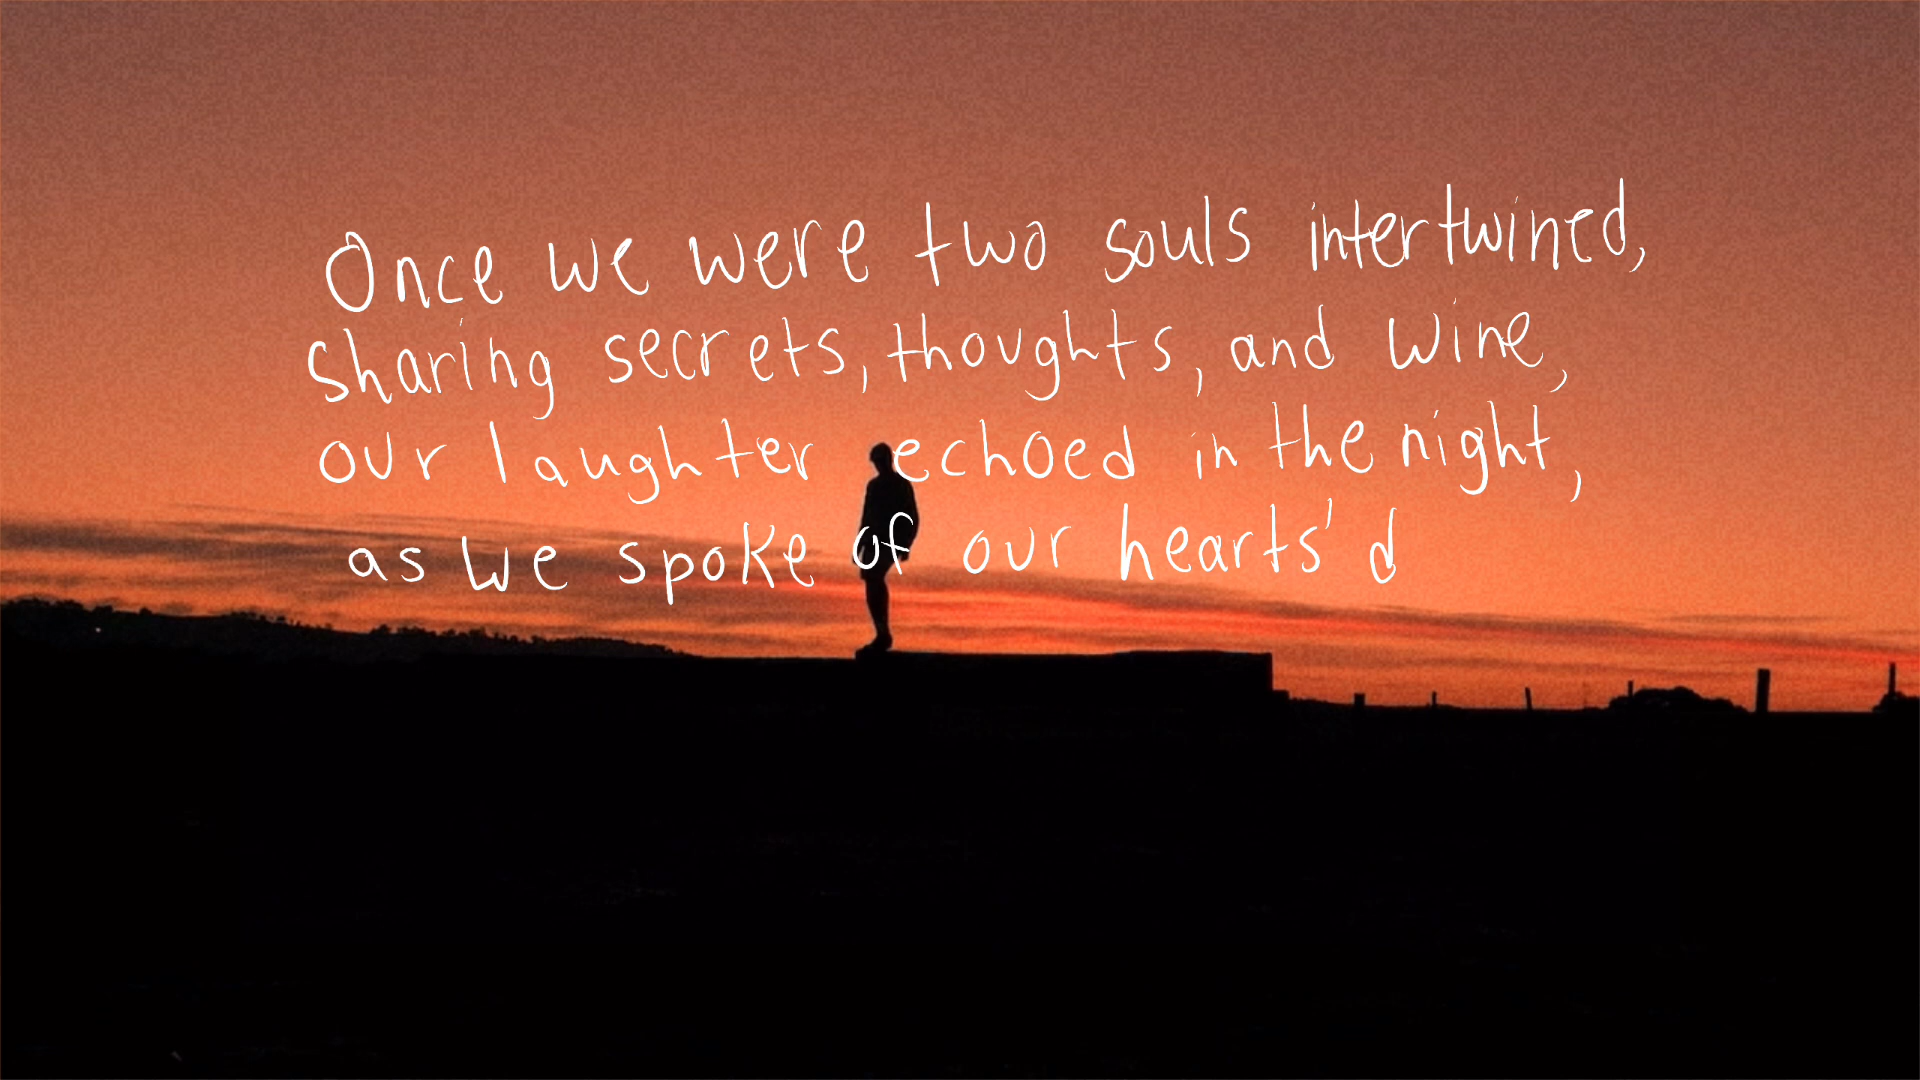 Once we were two souls intertwined,
sharing secrets, thoughts, and wine,
our laughter echoed in the night,
as we spoke of our hearts' d